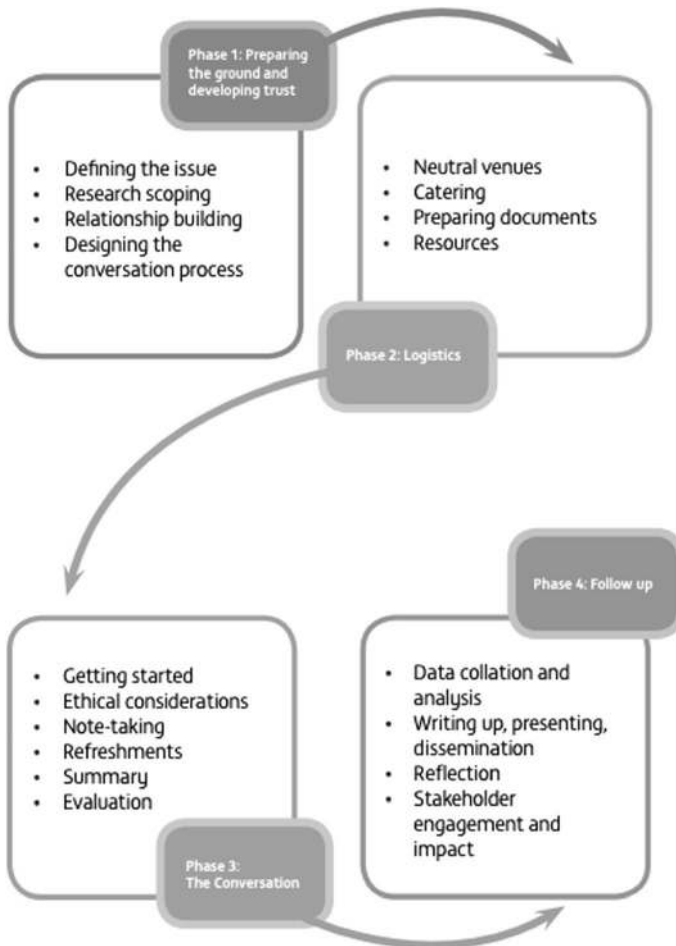 Phase 1: Preparing
the ground and
developing trust
• Defining the issue
• Research scoping
• Relationship building
• Designing the
conversation process
• Neutral venues
• Catering
• Preparing documents
• Resources
Phase 2: Logistics
• Getting started
• Ethical considerations
• Note-taking
• Refreshments
• Summary
• Evaluation
Phase 3:
The Conversation
Phase 4: Follow up
• Data collation and
analysis
• Writing up, presenting,
dissemination
• Reflection
• Stakeholder
engagement and
impact